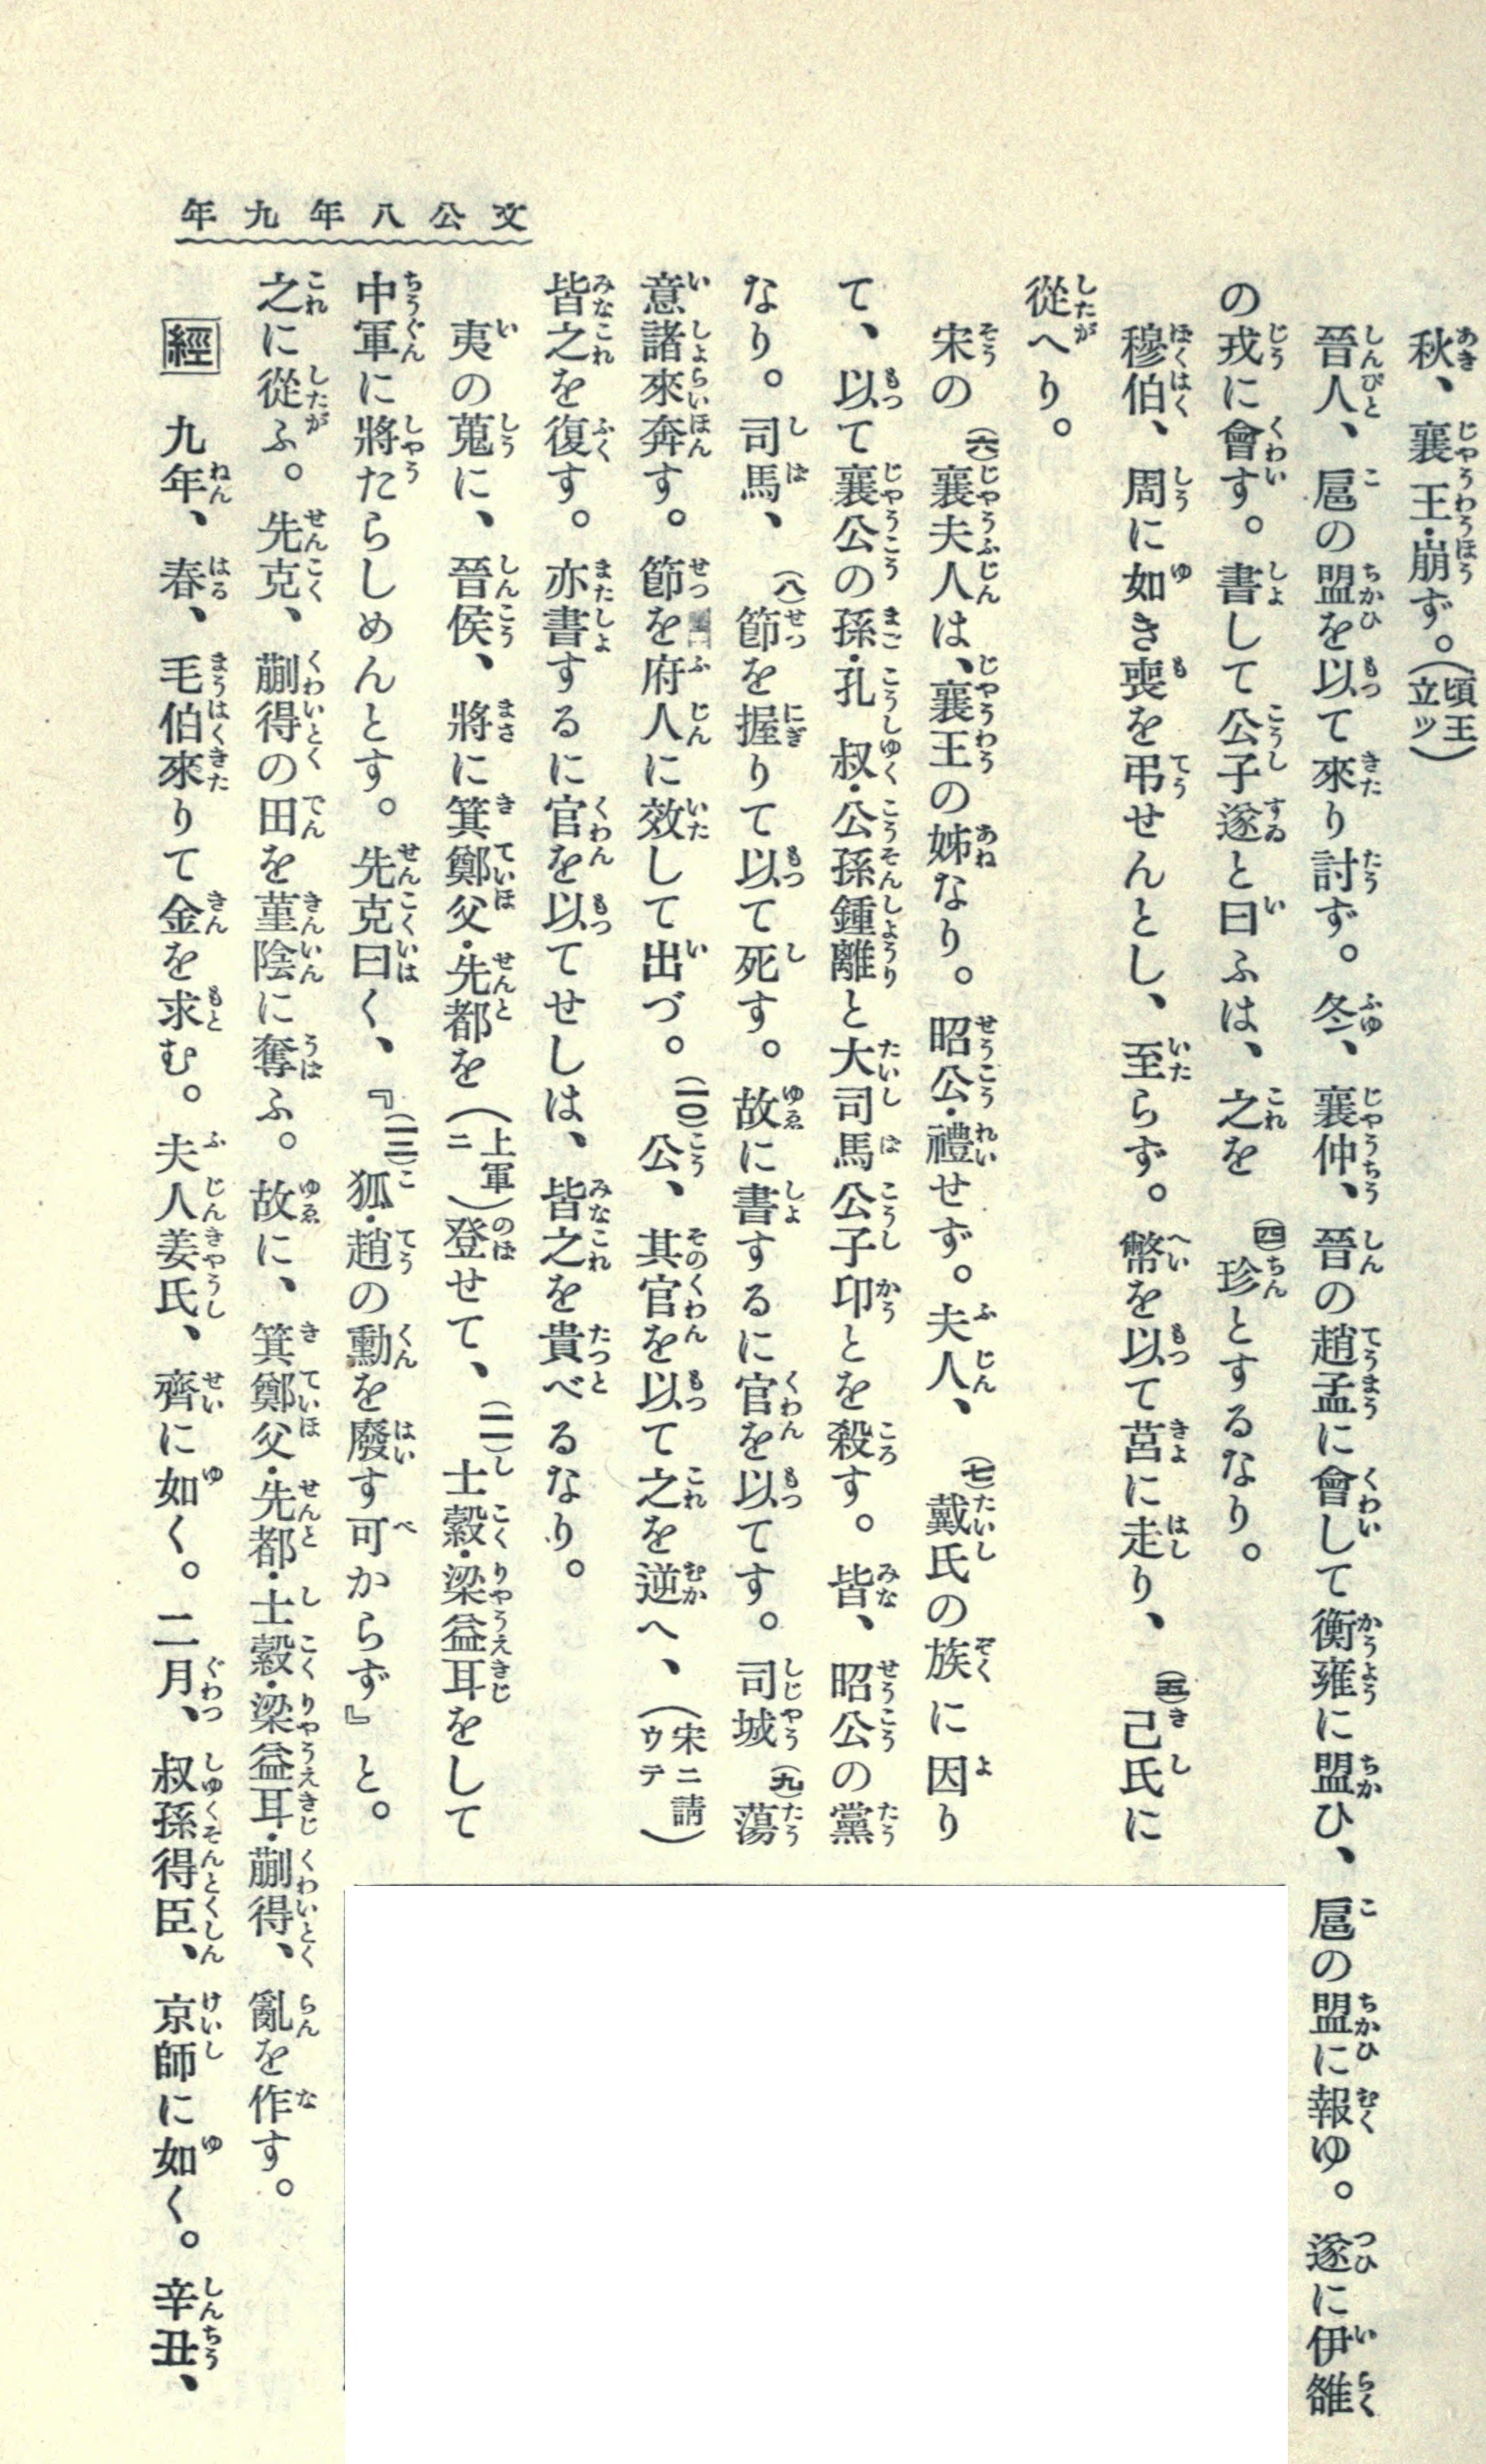 文公八年九年
秋、襄王・崩ず。(頃王立ッ)
晉人、扈の盟を以て來り討ず。冬、襄仲、晉の趙孟に會して衡雍に盟ひ、扈の盟に報ゆ。遂に伊雒
の戎に會す。書して公子遂と曰ふは、之を(四)珍とするなり。
穆伯、周に如き喪を弔せんとし、至らず。幣を以て莒に走り、(五)己氏に
從へり。
宋の(六)襄夫人は、襄王の姊なり。昭公・禮せず。夫人、(七)戴氏の族に因り
て、以て襄公の孫・孔叔・公孫鍾離と大司馬公子卬とを殺す。皆、昭公の黨
なり。司馬、(八)節を握りて以て死す。故に書するに官を以てす。司城(九)蕩
意諸來奔す。節を府人に效して出づ。(一〇)公、其官を以て之を逆へ、(宋ニ請ウテ)
皆之を復す。亦書するに官を以てせしは、皆之を貴べるなり。
夷の蒐に、晉侯、將に箕鄭父・先都を(上軍ニ)登せて、(一一)士縠・梁益耳をして
中軍に將たらしめんとす。先克曰く、『(一二)狐・趙の勳を廢す可からず』と。
之に從ふ。先克、蒯得の田を菫陰に奪ふ。故に、箕鄭父・先都・士縠・梁益耳・蒯得、亂を作す。
經 九年、春、毛伯來りて金を求む。夫人姜氏、齊に如く。二月、叔孫得臣、京師に如く。辛丑、